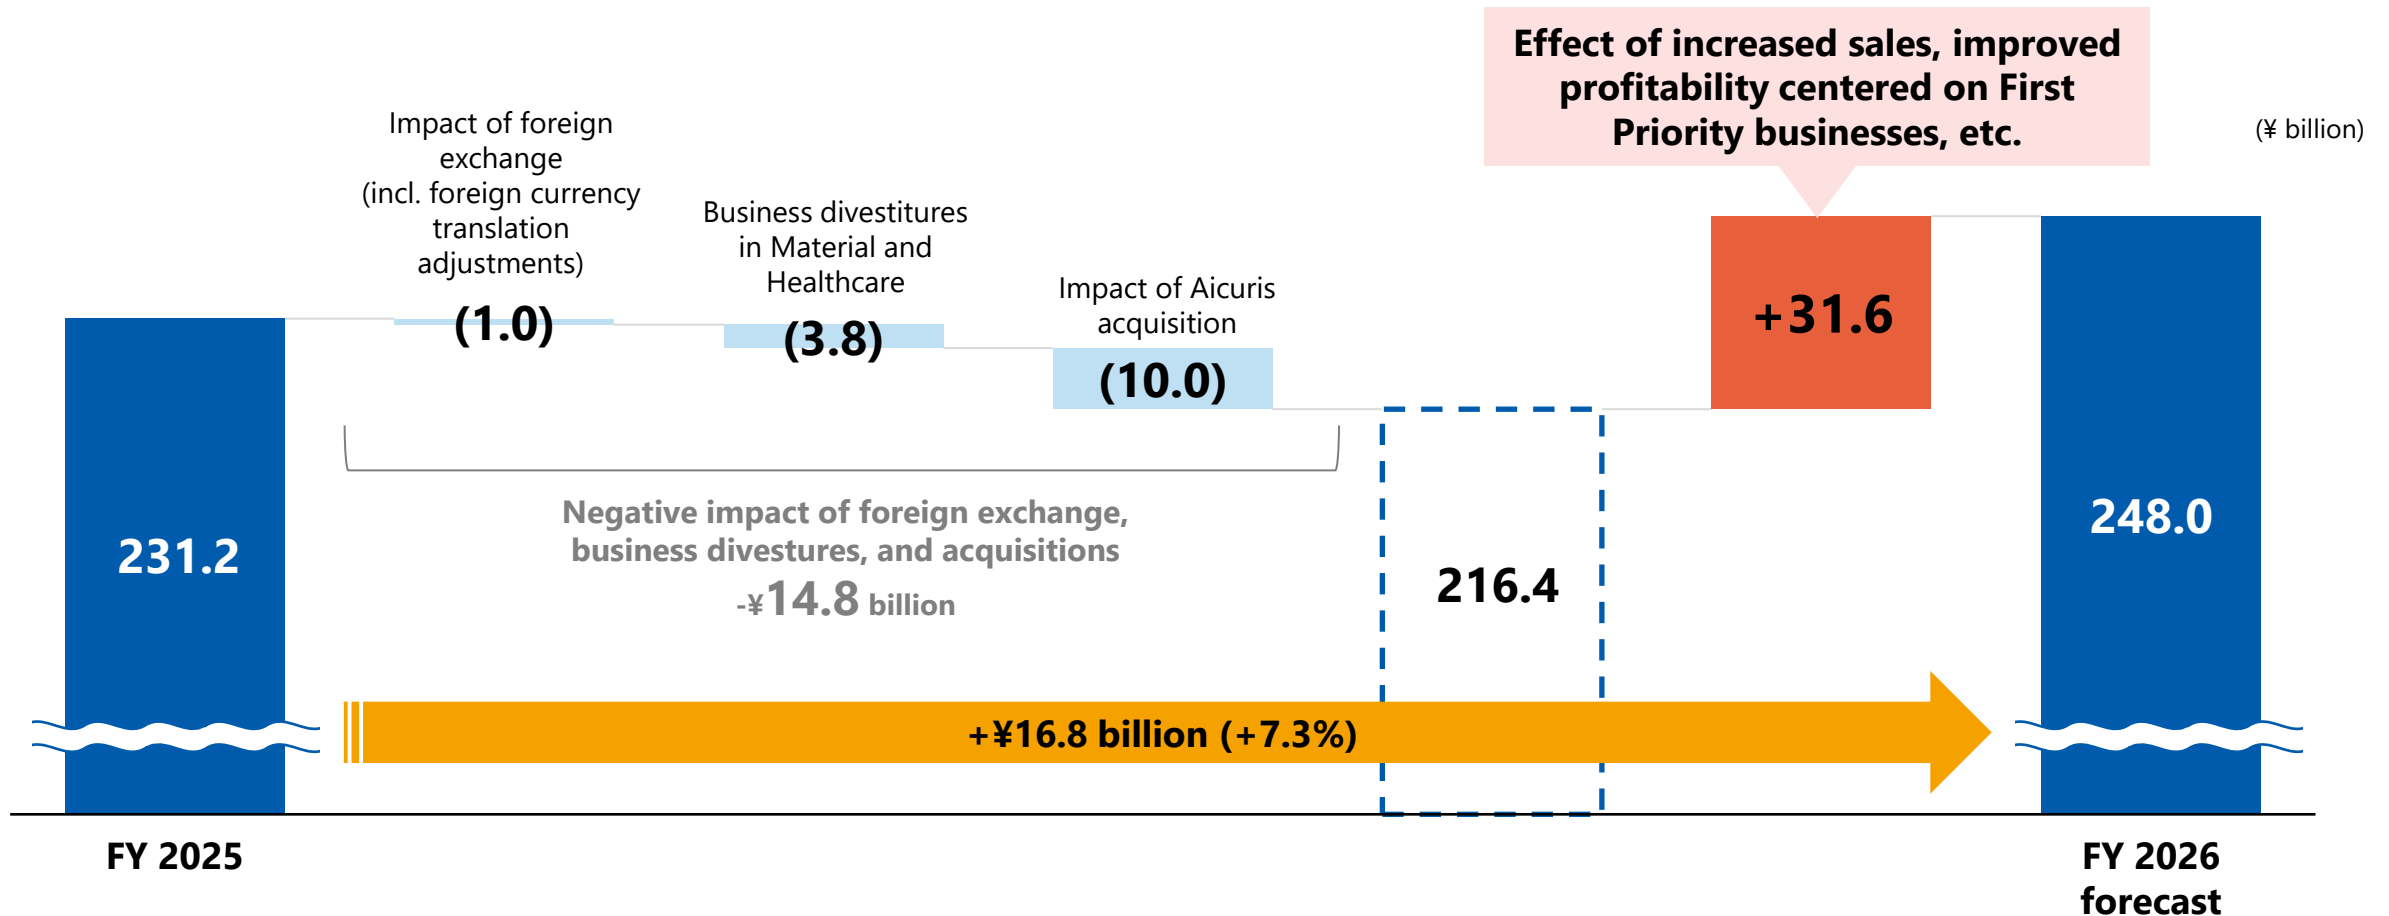 Effect of increased sales, improved
profitability centered on First
Priority businesses, etc.
(¥ billion)
Impact of foreign
exchange
(incl. foreign currency
translation
adjustments)
(1.0)
Business divestitures
in Material and
Healthcare
(3.8)
Impact of Aicuris
acquisition
(10.0)
+31.6
231.2
Negative impact of foreign exchange,
business divestures, and acquisitions
-¥14.8 billion
216.4
248.0
+¥16.8 billion (+7.3%)
FY 2025
FY 2026
forecast